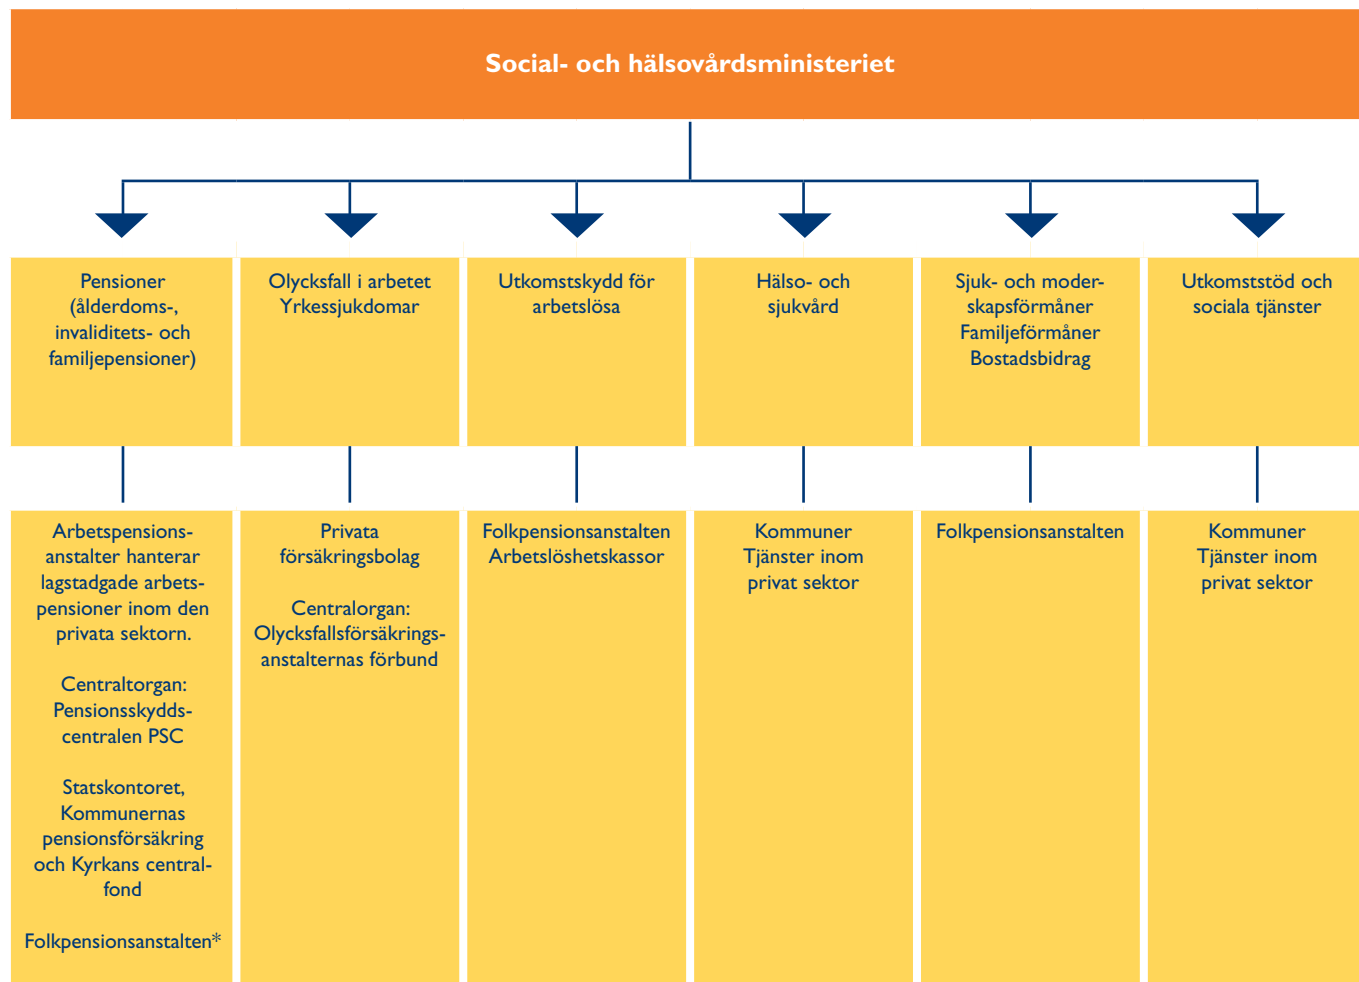 Social- och hälsovårdsministeriet
Pensioner
(ålderdoms-,
invaliditets- och
familjepensioner)
Olycksfall i arbetet
Yrkessjukdomar
Utkomstskydd för
arbetslösa
Hälso- och
sjukvård
Sjuk- och moder-
skapsförmåner
Familjeförmåner
Bostadsbidrag
Utkomststöd och
sociala tjänster
Arbetspensions-
anstalter hanterar
lagstadgade arbets-
pensioner inom den
privata sektorn.
Centraltorgan:
Pensionsskydds-
centralen PSC
Statskontoret,
Kommunernas
pensionsförsäkring
och Kyrkans central-
fond
Folkpensionsanstalten*
Privata
försäkringsbolag
Centralorgan:
Olycksfallsförsäkrings-
anstalternas förbund
Folkpensionsanstalten
Arbetslöshetskassor
Kommuner
Tjänster inom
privat sektor
Folkpensionsanstalten
Kommuner
Tjänster inom
privat sektor